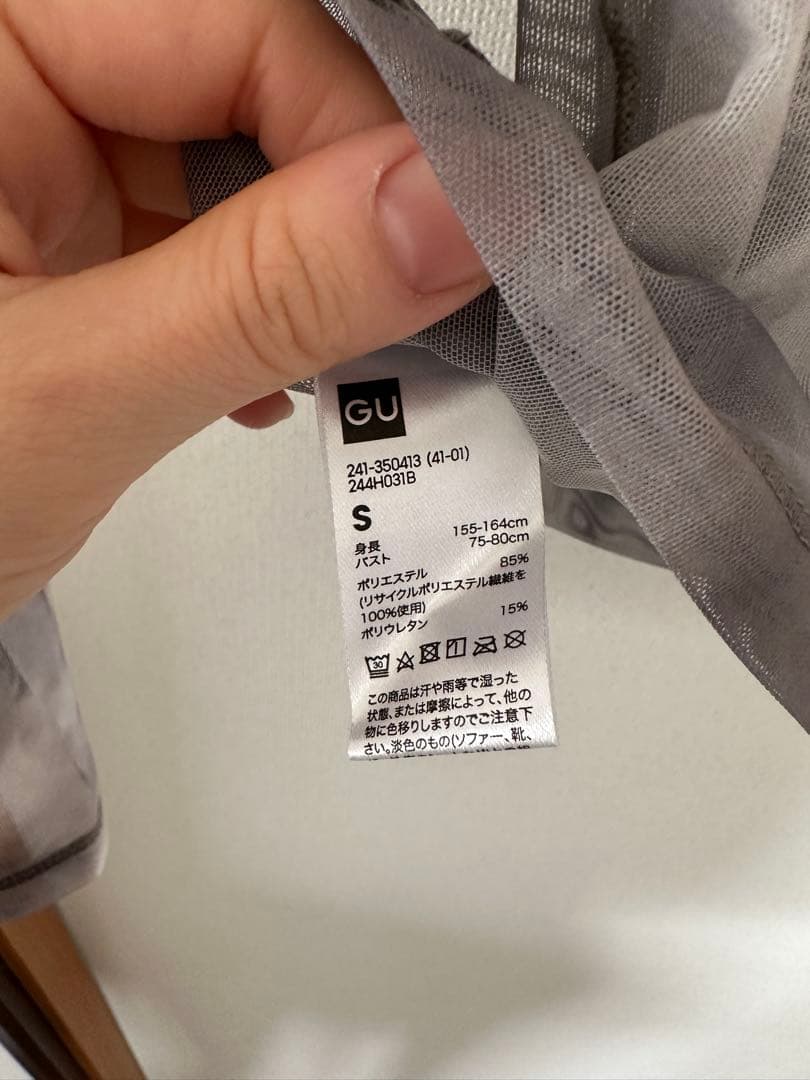 GU
241-350413 (41-01)
244H031B
S
身長 155-164cm
バスト 75-80cm
ポリエステル 85%
(リサイクルポリエステル繊維を
100%使用)
ポリウレタン 15%
30
この商品は汗や雨等で湿った
状態、または摩擦によって、他の
物に色移りしますのでご注意下
さい。淡色のもの(ソファー、靴、